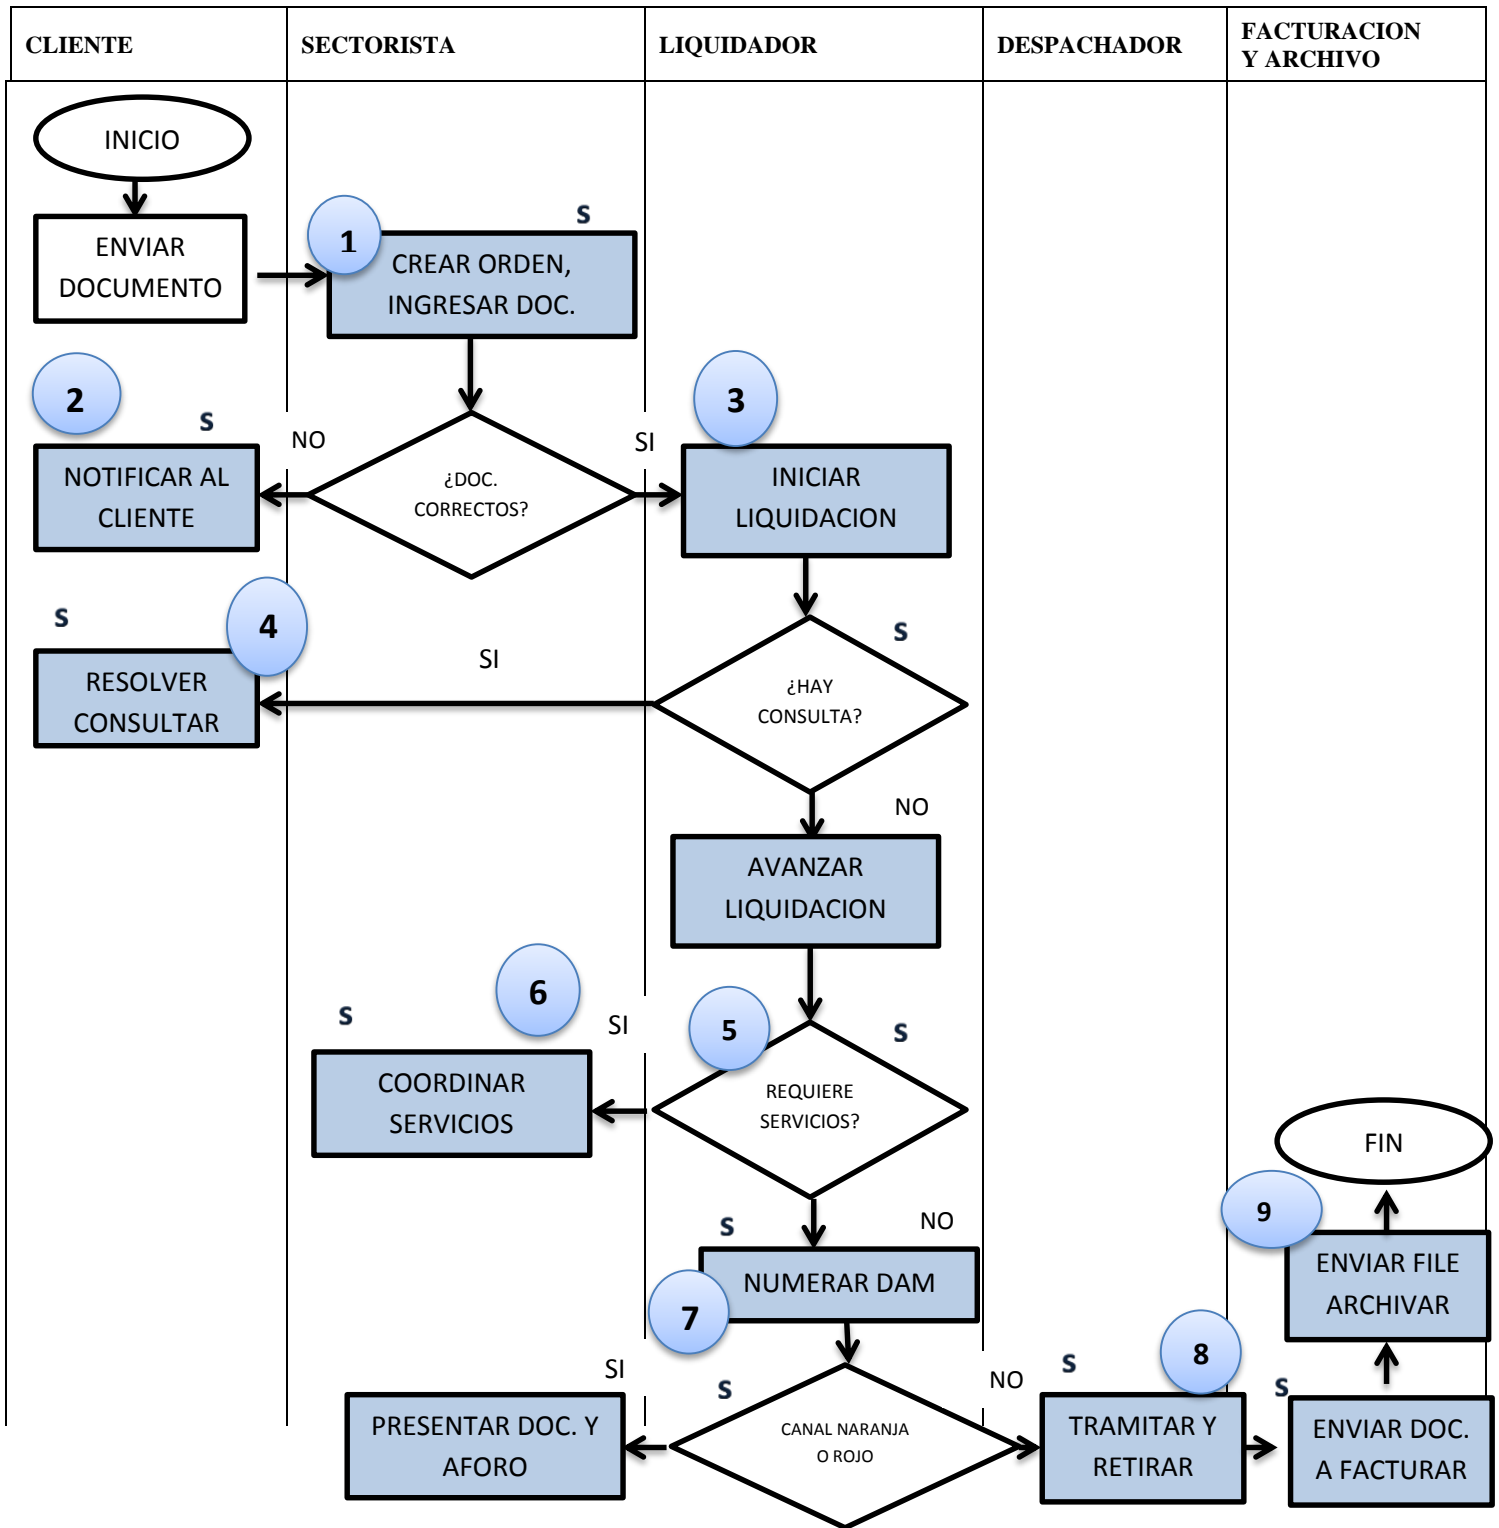 CLIENTE
SECTORISTA
LIQUIDADOR
DESPACHADOR
FACTURACION
Y ARCHIVO
INICIO
ENVIAR
DOCUMENTO
1
S
CREAR ORDEN,
INGRESAR DOC.
2
S
NOTIFICAR AL
CLIENTE
NO
¿DOC.
CORRECTOS?
SI
3
INICIAR
LIQUIDACION
S
4
RESOLVER
CONSULTAR
SI
S
¿HAY
CONSULTA?
NO
AVANZAR
LIQUIDACION
S
6
SI
COORDINAR
SERVICIOS
5
S
REQUIERE
SERVICIOS?
S
NO
NUMERAR DAM
7
SI
S
PRESENTAR DOC. Y
AFORO
CANAL NARANJA
O ROJO
NO
S
8
TRAMITAR Y
RETIRAR
S
ENVIAR DOC.
A FACTURAR
9
ENVIAR FILE
ARCHIVAR
FIN